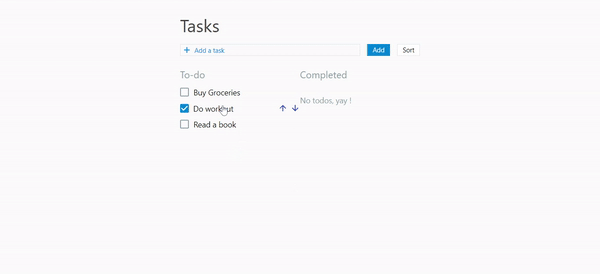 Tasks
+ Add a task
Add
Sort
To-do
Completed
Buy Groceries
No todos, yay !
Do workout
Read a book